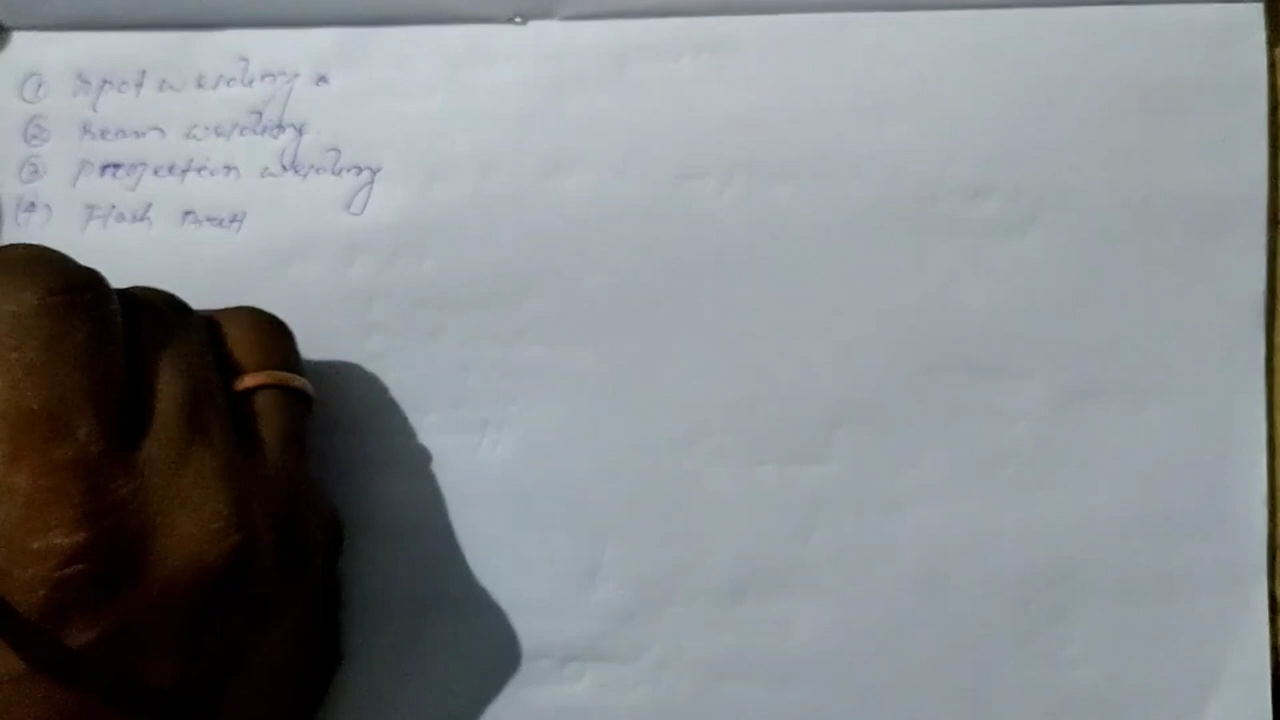 ① Spot welding
② seam welding
③ projection welding
(4) Flash Butt